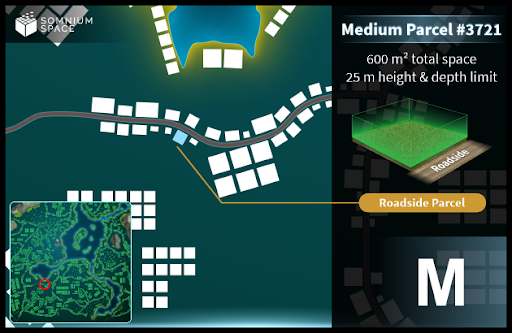 SOMNIUM
SPACE
Medium Parcel #3721
600 m² total space
25 m height & depth limit
Roadside
Roadside Parcel
M